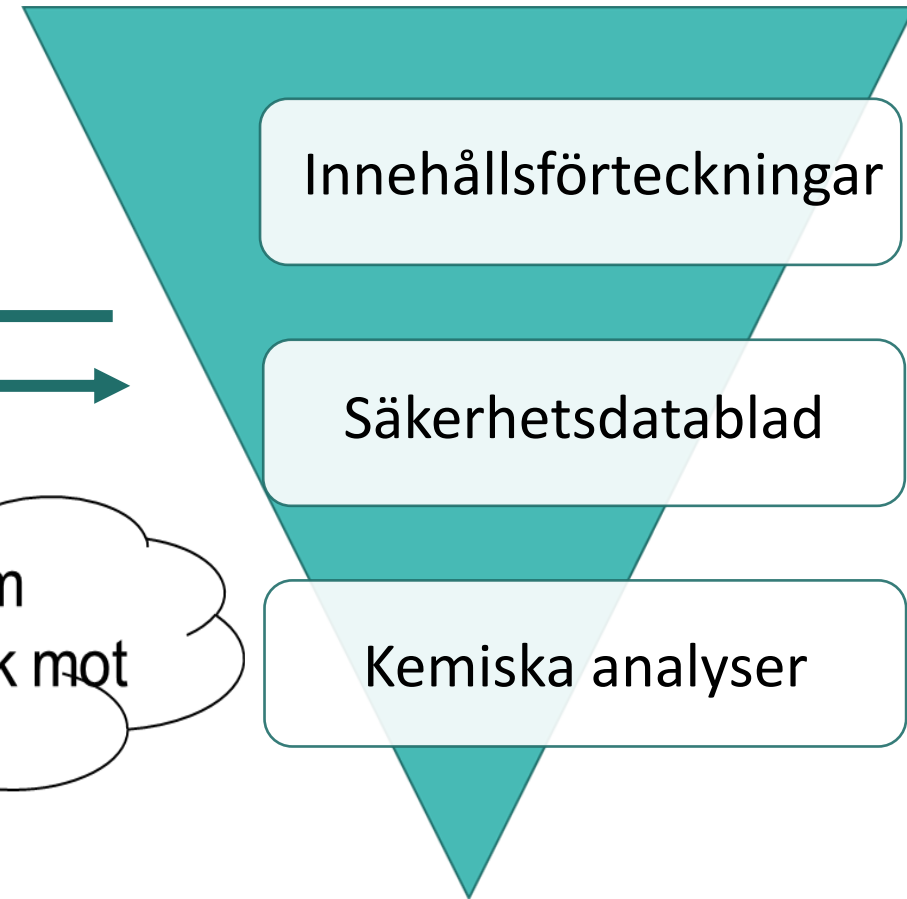 Innehållsförteckningar
Säkerhetsdatablad
mot
Kemiska analyser